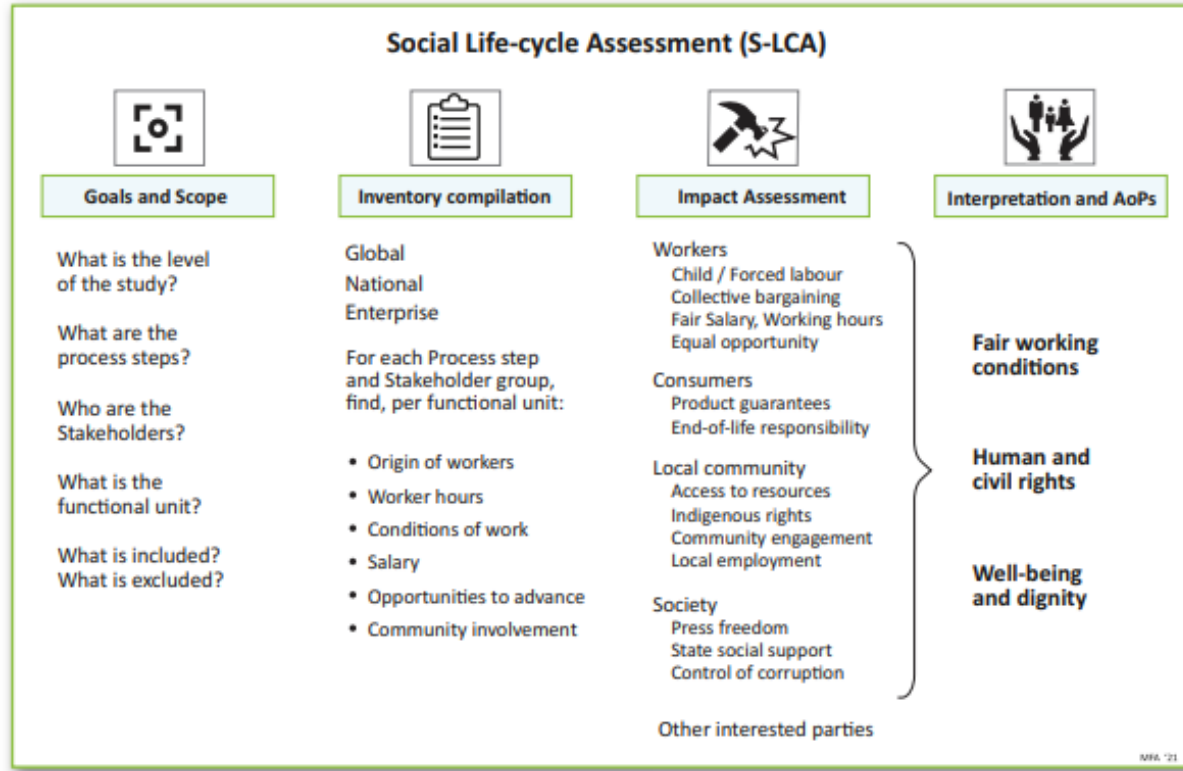 Social Life-cycle Assessment (S-LCA)
Goals and Scope
What is the level
of the study?
What are the
process steps?
Who are the
Stakeholders?
What is the
functional unit?
What is included?
What is excluded?
Inventory compilation
Global
National
Enterprise
For each Process step
and Stakeholder group,
find, per functional unit:
• Origin of workers
• Worker hours
• Conditions of work
• Salary
• Opportunities to advance
• Community involvement
Impact Assessment
Workers
Child / Forced labour
Collective bargaining
Fair Salary, Working hours
Equal opportunity
Consumers
Product guarantees
End-of-life responsibility
Local community
Access to resources
Indigenous rights
Community engagement
Local employment
Society
Press freedom
State social support
Control of corruption
Other interested parties
Interpretation and AoPs
Fair working
conditions
Human and
civil rights
Well-being
and dignity
MFA '21